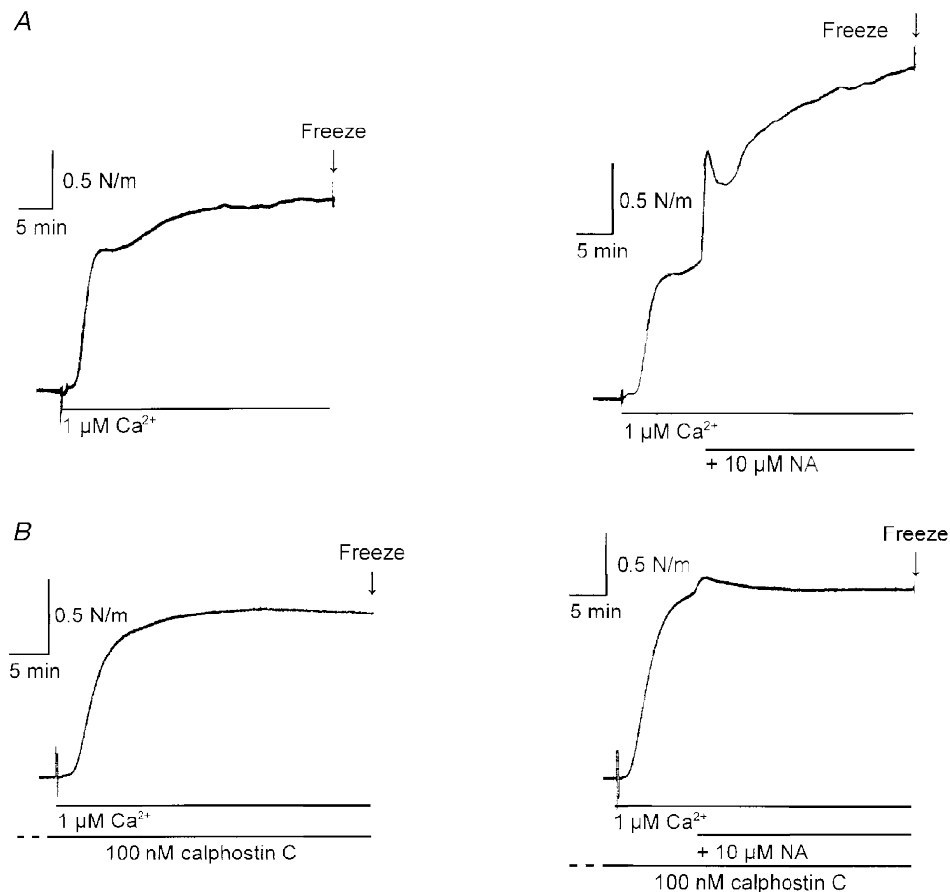 A
Freeze
0.5 N/m
5 min
1 µM Ca²⁺
Freeze
0.5 N/m
5 min
1 µM Ca²⁺
+ 10 µM NA
B
Freeze
0.5 N/m
5 min
1 µM Ca²⁺
100 nM calphostin C
Freeze
0.5 N/m
5 min
1 µM Ca²⁺
+ 10 µM NA
100 nM calphostin C